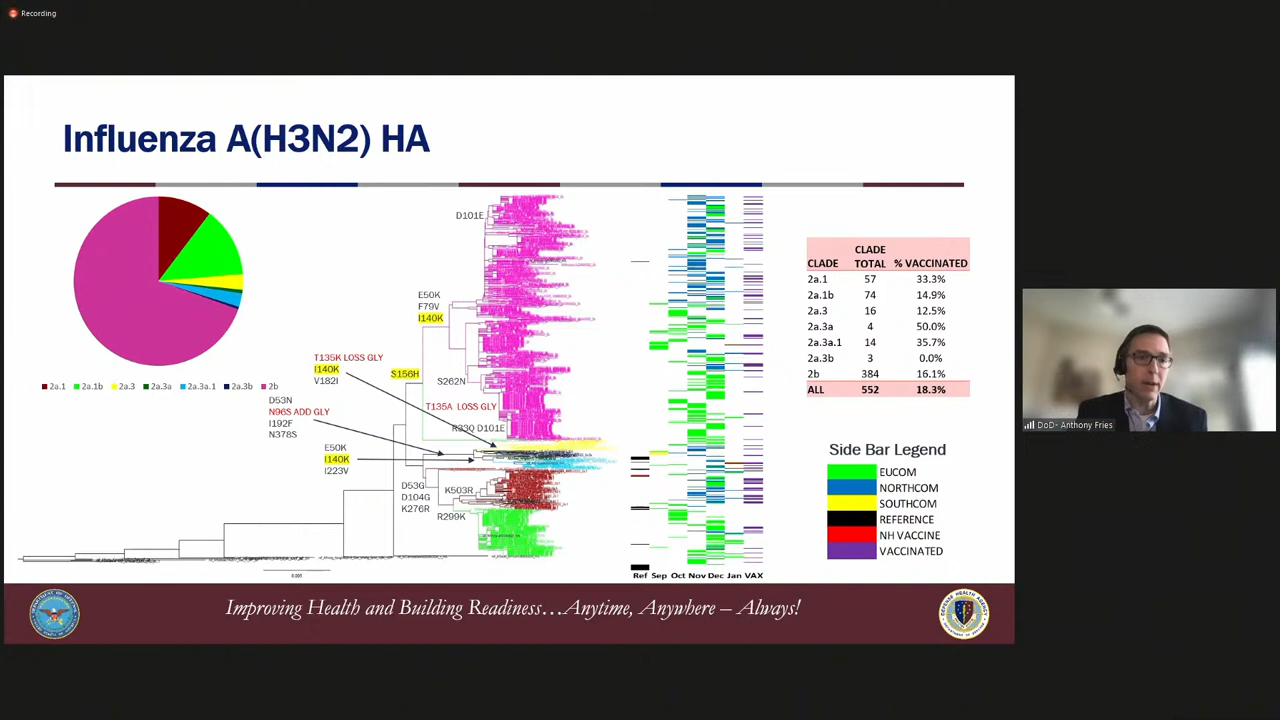 Recording
Influenza A(H3N2) HA
2a.1 2a.1b 2a.3 2a.3a 2a.3a.1 2a.3b 2b
D101E
E50K
F79V
I140K
T135K LOSS GLY
I140K
V182I
S156H
S262N
D53N
N96S ADD GLY
I192F
N378S
T135A LOSS GLY
D101E
E50K
I140K
I223V
D53G
D104G
K276R
K503R
R299K
0.005
Ref Sep Oct Nov Dec Jan VAX
CLADE CLADE TOTAL % VACCINATED
2a.1 57 33.3%
2a.1b 74 14.9%
2a.3 16 12.5%
2a.3a 4 50.0%
2a.3a.1 14 35.7%
2a.3b 3 0.0%
2b 384 16.1%
ALL 552 18.3%
Side Bar Legend
EUCOM
NORTHCOM
SOUTHCOM
REFERENCE
NH VACCINE
VACCINATED
DoD- Anthony Fries
Improving Health and Building Readiness…Anytime, Anywhere – Always!